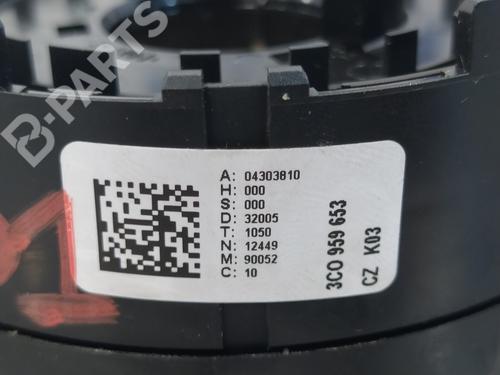 B-PARTS
A: 04303810
H: 000
S: 000
D: 32005
T: 1050
N: 12449
M: 90052
C: 10
3C0 959 653
CZ K03